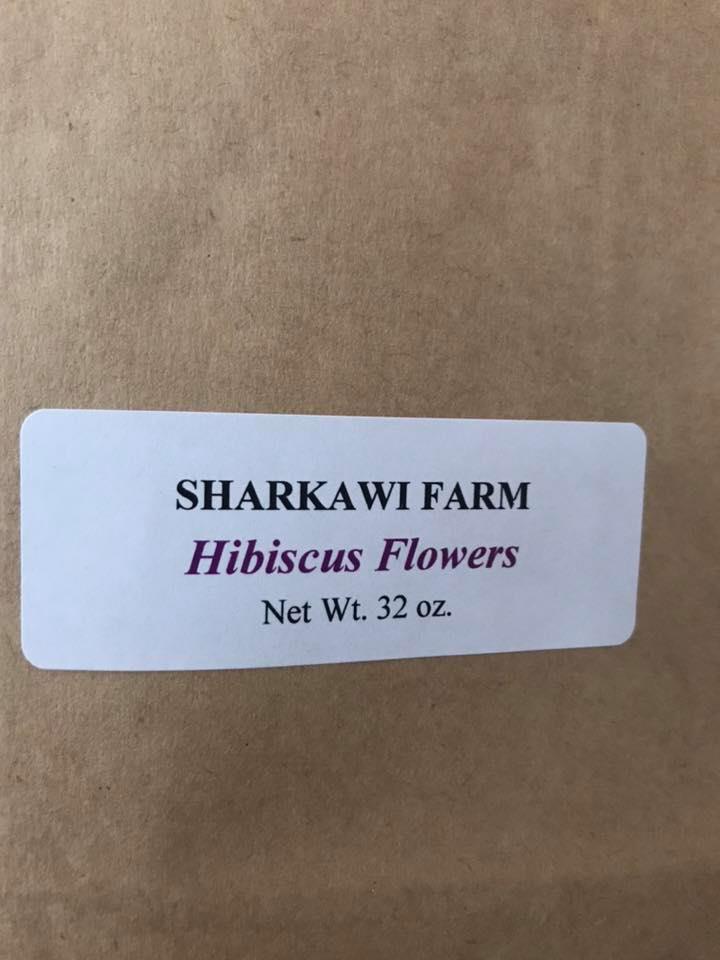 SHARKAWI FARM
Hibiscus Flowers
Net Wt. 32 oz.